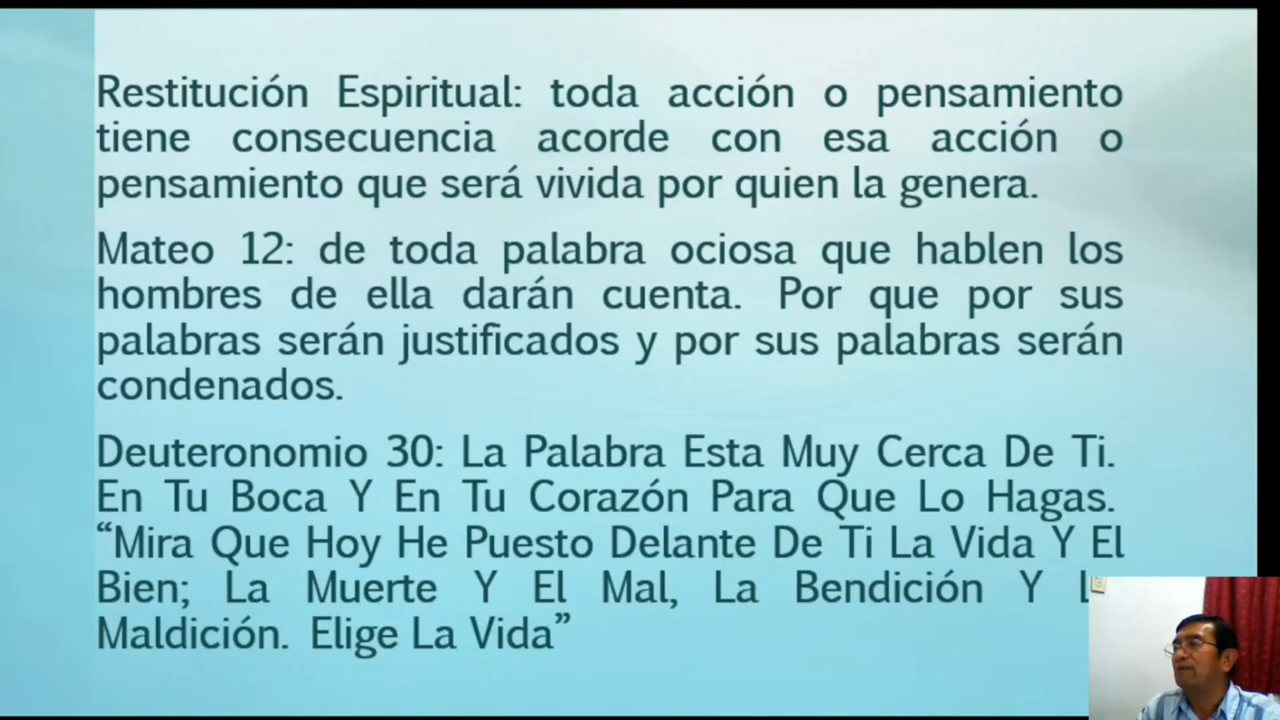 Restitución Espiritual: toda acción o pensamiento
tiene consecuencia acorde con esa acción o
pensamiento que será vivida por quien la genera.
Mateo 12: de toda palabra ociosa que hablen los
hombres de ella darán cuenta. Por que por sus
palabras serán justificados y por sus palabras serán
condenados.
Deuteronomio 30: La Palabra Esta Muy Cerca De Ti.
En Tu Boca Y En Tu Corazón Para Que Lo Hagas.
“Mira Que Hoy He Puesto Delante De Ti La Vida Y El
Bien; La Muerte Y El Mal, La Bendición Y
Maldición. Elige La Vida”